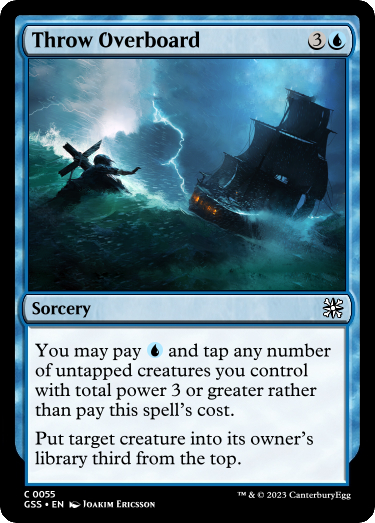 Throw Overboard 3
Sorcery
You may pay and tap any number
of untapped creatures you control
with total power 3 or greater rather
than pay this spell's cost.
Put target creature into its owner's
library third from the top.
C 0055
GSS • EN Joakim Ericsson
™ & © 2023 CanterburyEgg